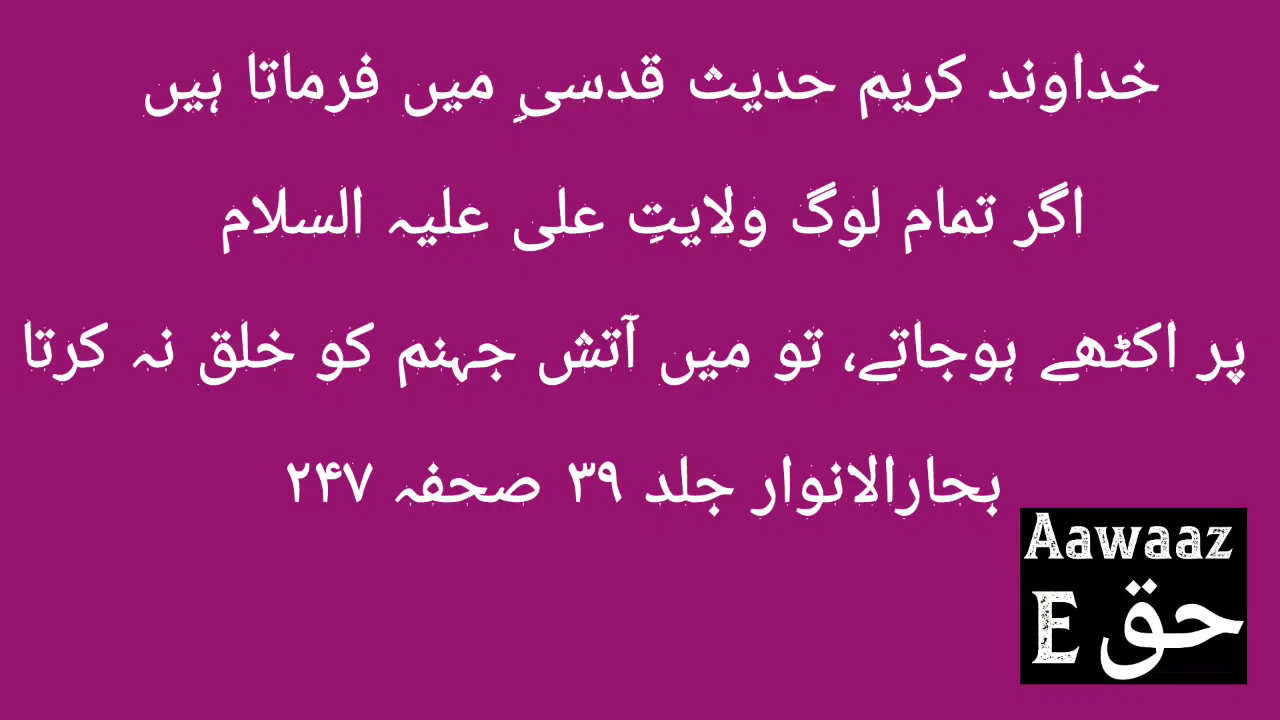 خداوند کریم حدیث قدسیِ میں فرماتا ہیں
اگر تمام لوگ ولایتِ علی علیہ السلام
پر اکٹھے ہوجاتے، تو میں آتش جہنم کو خلق نہ کرتا
بحارالانوار جلد ۳۹ صحفہ ۲۴۷
Aawaaz
E حق